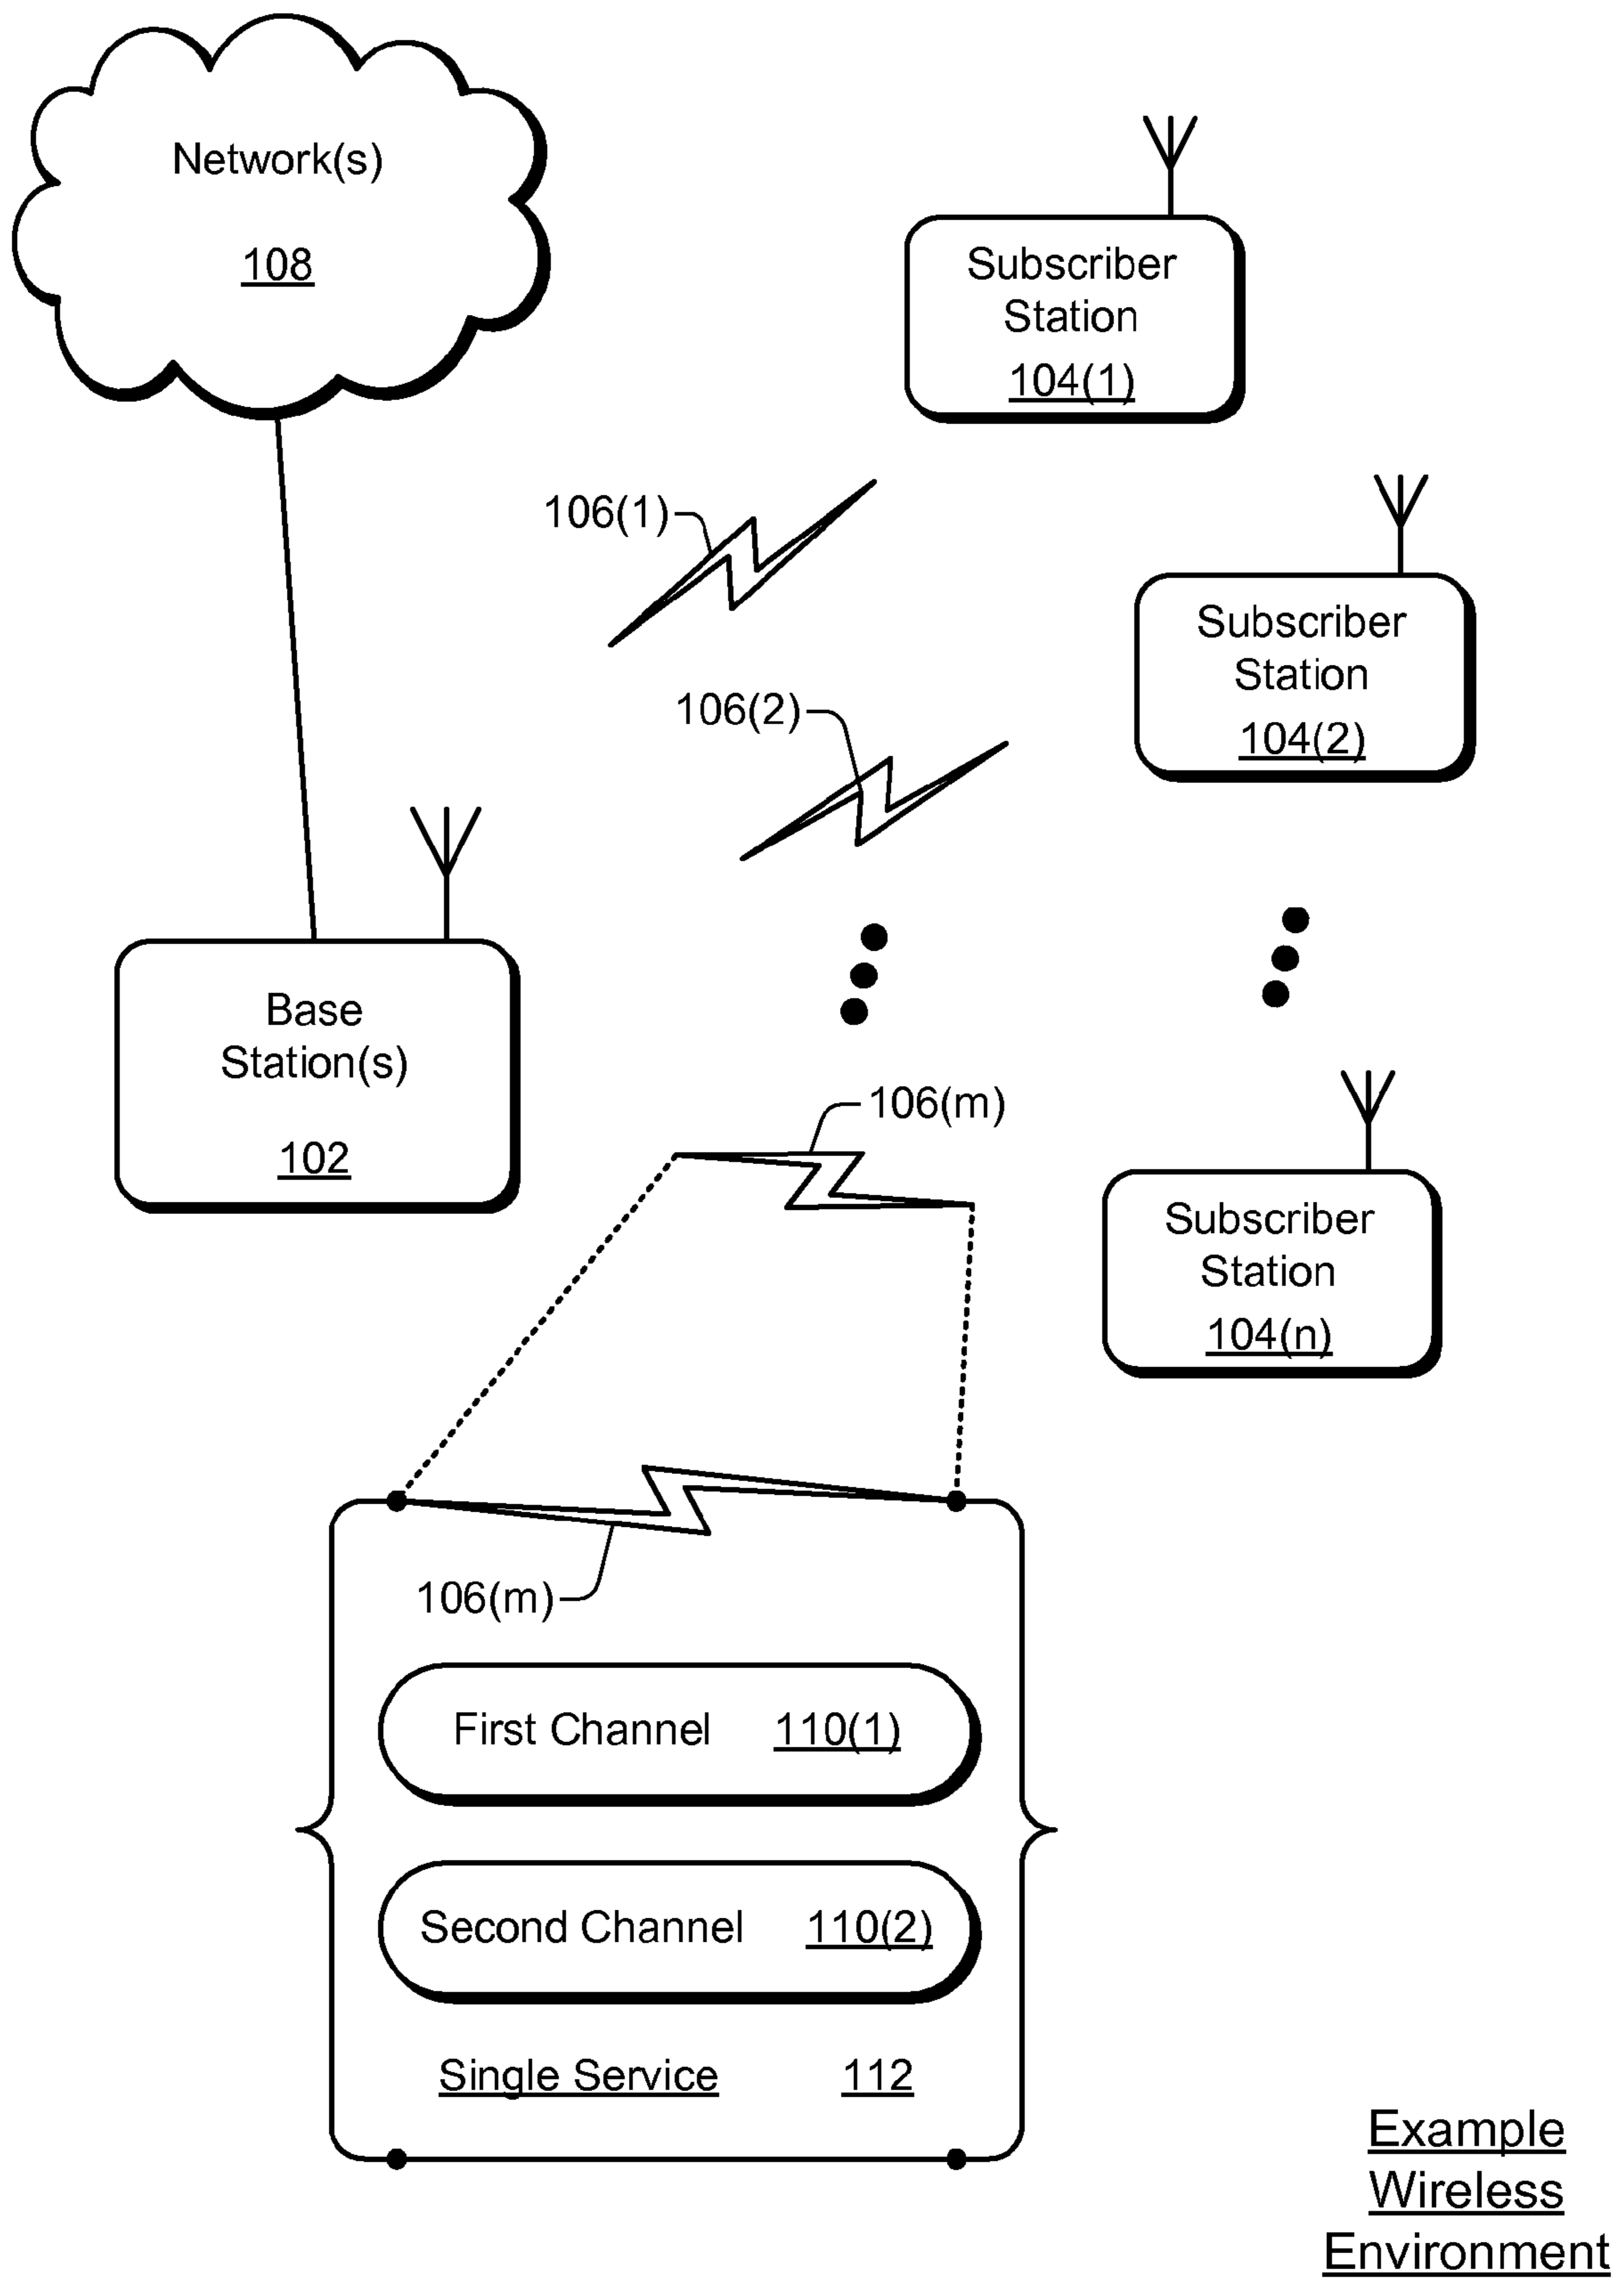 Network(s)
108
Subscriber
Station
104(1)
106(1)
Subscriber
Station
104(2)
106(2)
Base
Station(s)
102
106(m)
Subscriber
Station
104(n)
106(m)
First Channel 110(1)
Second Channel 110(2)
Single Service 112
Example
Wireless
Environment